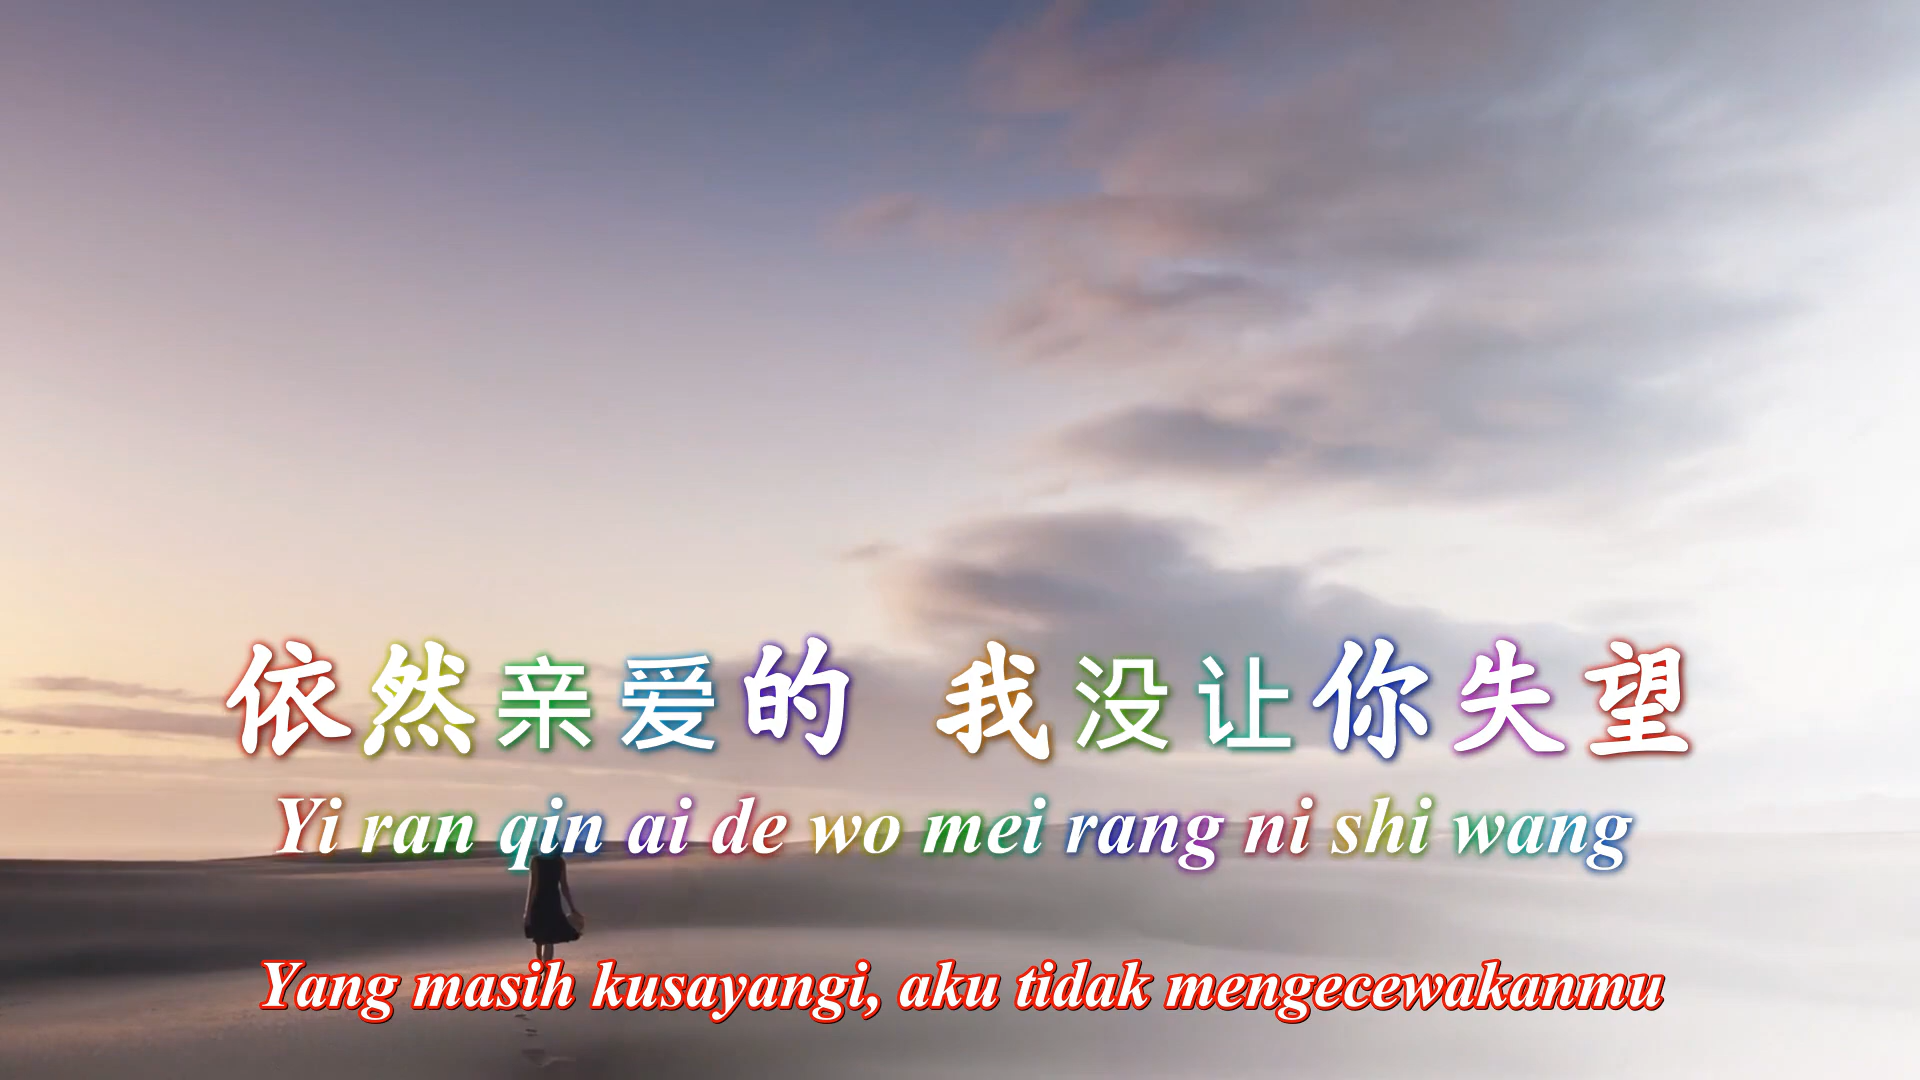 依然亲爱的 我没让你失望
Yi ran qin ai de wo mei rang ni shi wang
Yang masih kusayangi, aku tidak mengecewakanmu